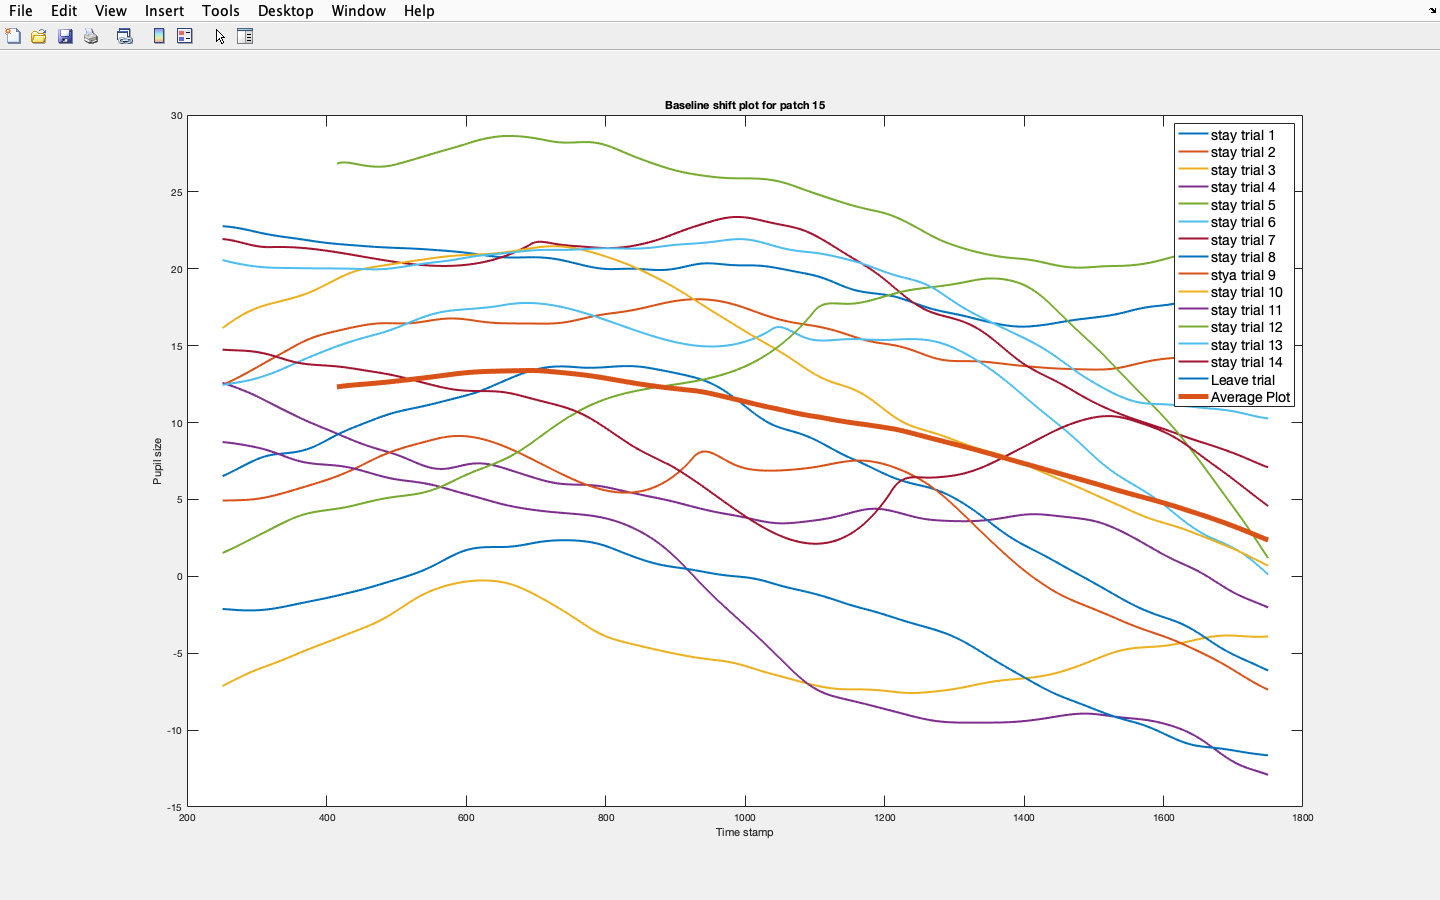 File Edit View Insert Tools Desktop Window Help
Baseline shift plot for patch 15
30
25
20
15
10
5
0
-5
-10
-15
Pupil size
200 400 600 800 1000 1200 1400 1600 1800
Time stamp
stay trial 1
stay trial 2
stay trial 3
stay trial 4
stay trial 5
stay trial 6
stay trial 7
stay trial 8
stya trial 9
stay trial 10
stay trial 11
stay trial 12
stay trial 13
stay trial 14
Leave trial
Average Plot